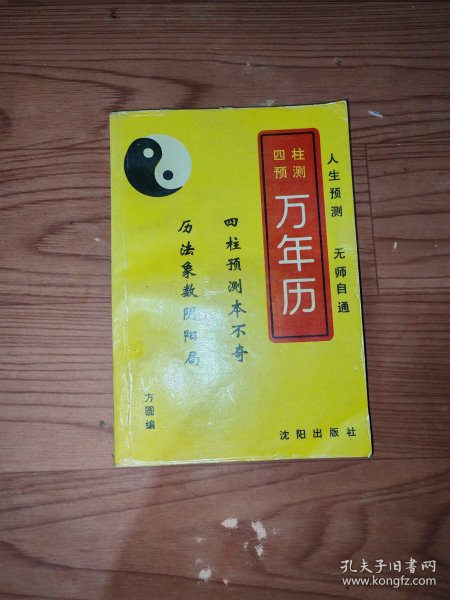 人生预测 无师自通
四柱
预测
万年历
四柱预测本不奇
历法象数阴阳局
方圆编
沈阳出版社
孔夫子旧书网
www.kongfz.com